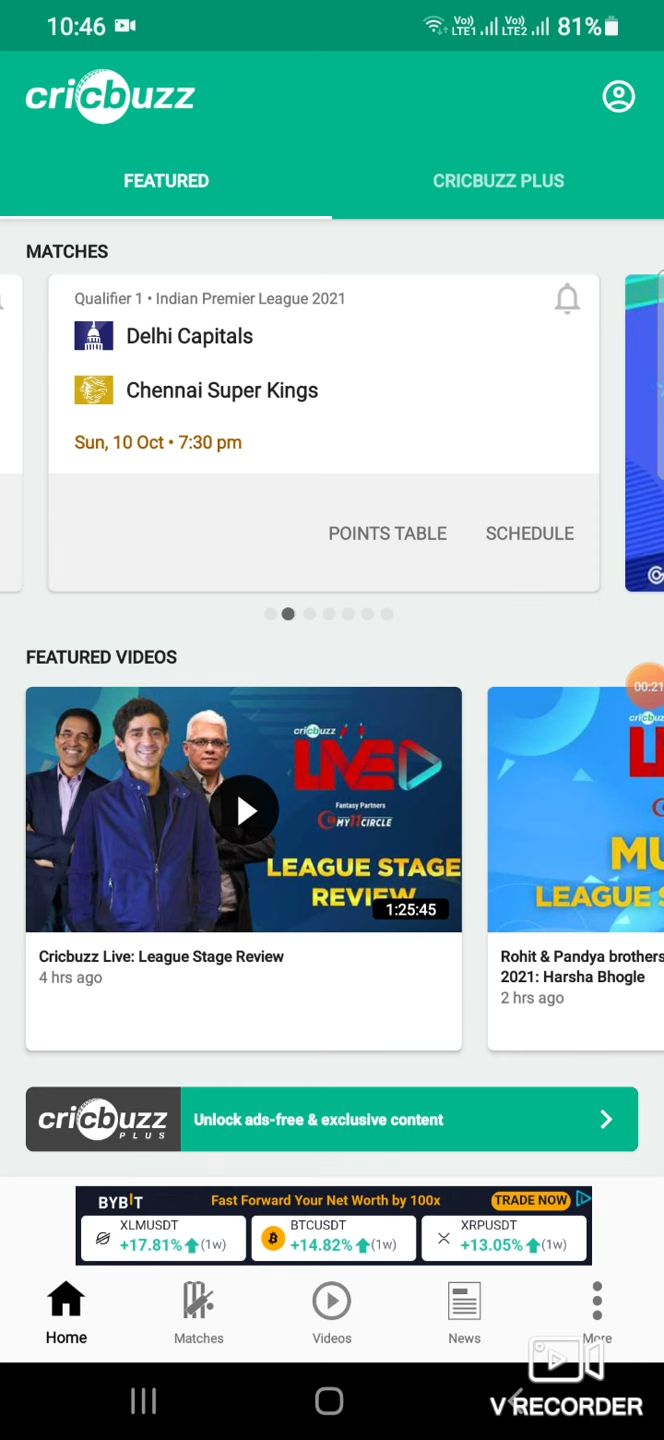 10:46
Vo)) LTE1 Vo)) LTE2 81%
cricbuzz
FEATURED
CRICBUZZ PLUS
MATCHES
Qualifier 1 • Indian Premier League 2021
Delhi Capitals
Chennai Super Kings
Sun, 10 Oct • 7:30 pm
POINTS TABLE
SCHEDULE
FEATURED VIDEOS
00:21
cricbuzz
LIVE
Fantasy Partners
MY11CIRCLE
LEAGUE STAGE
REVIEW
1:25:45
Cricbuzz Live: League Stage Review
4 hrs ago
MU
LEAGUE S
Rohit & Pandya brothers
2021: Harsha Bhogle
2 hrs ago
cricbuzz
PLUS
Unlock ads-free & exclusive content
BYBIT
Fast Forward Your Net Worth by 100x
TRADE NOW
XLMUSDT
+17.81% (1w)
BTCUSDT
+14.82% (1w)
XRPUSDT
+13.05% (1w)
Home
Matches
Videos
News
More
V RECORDER